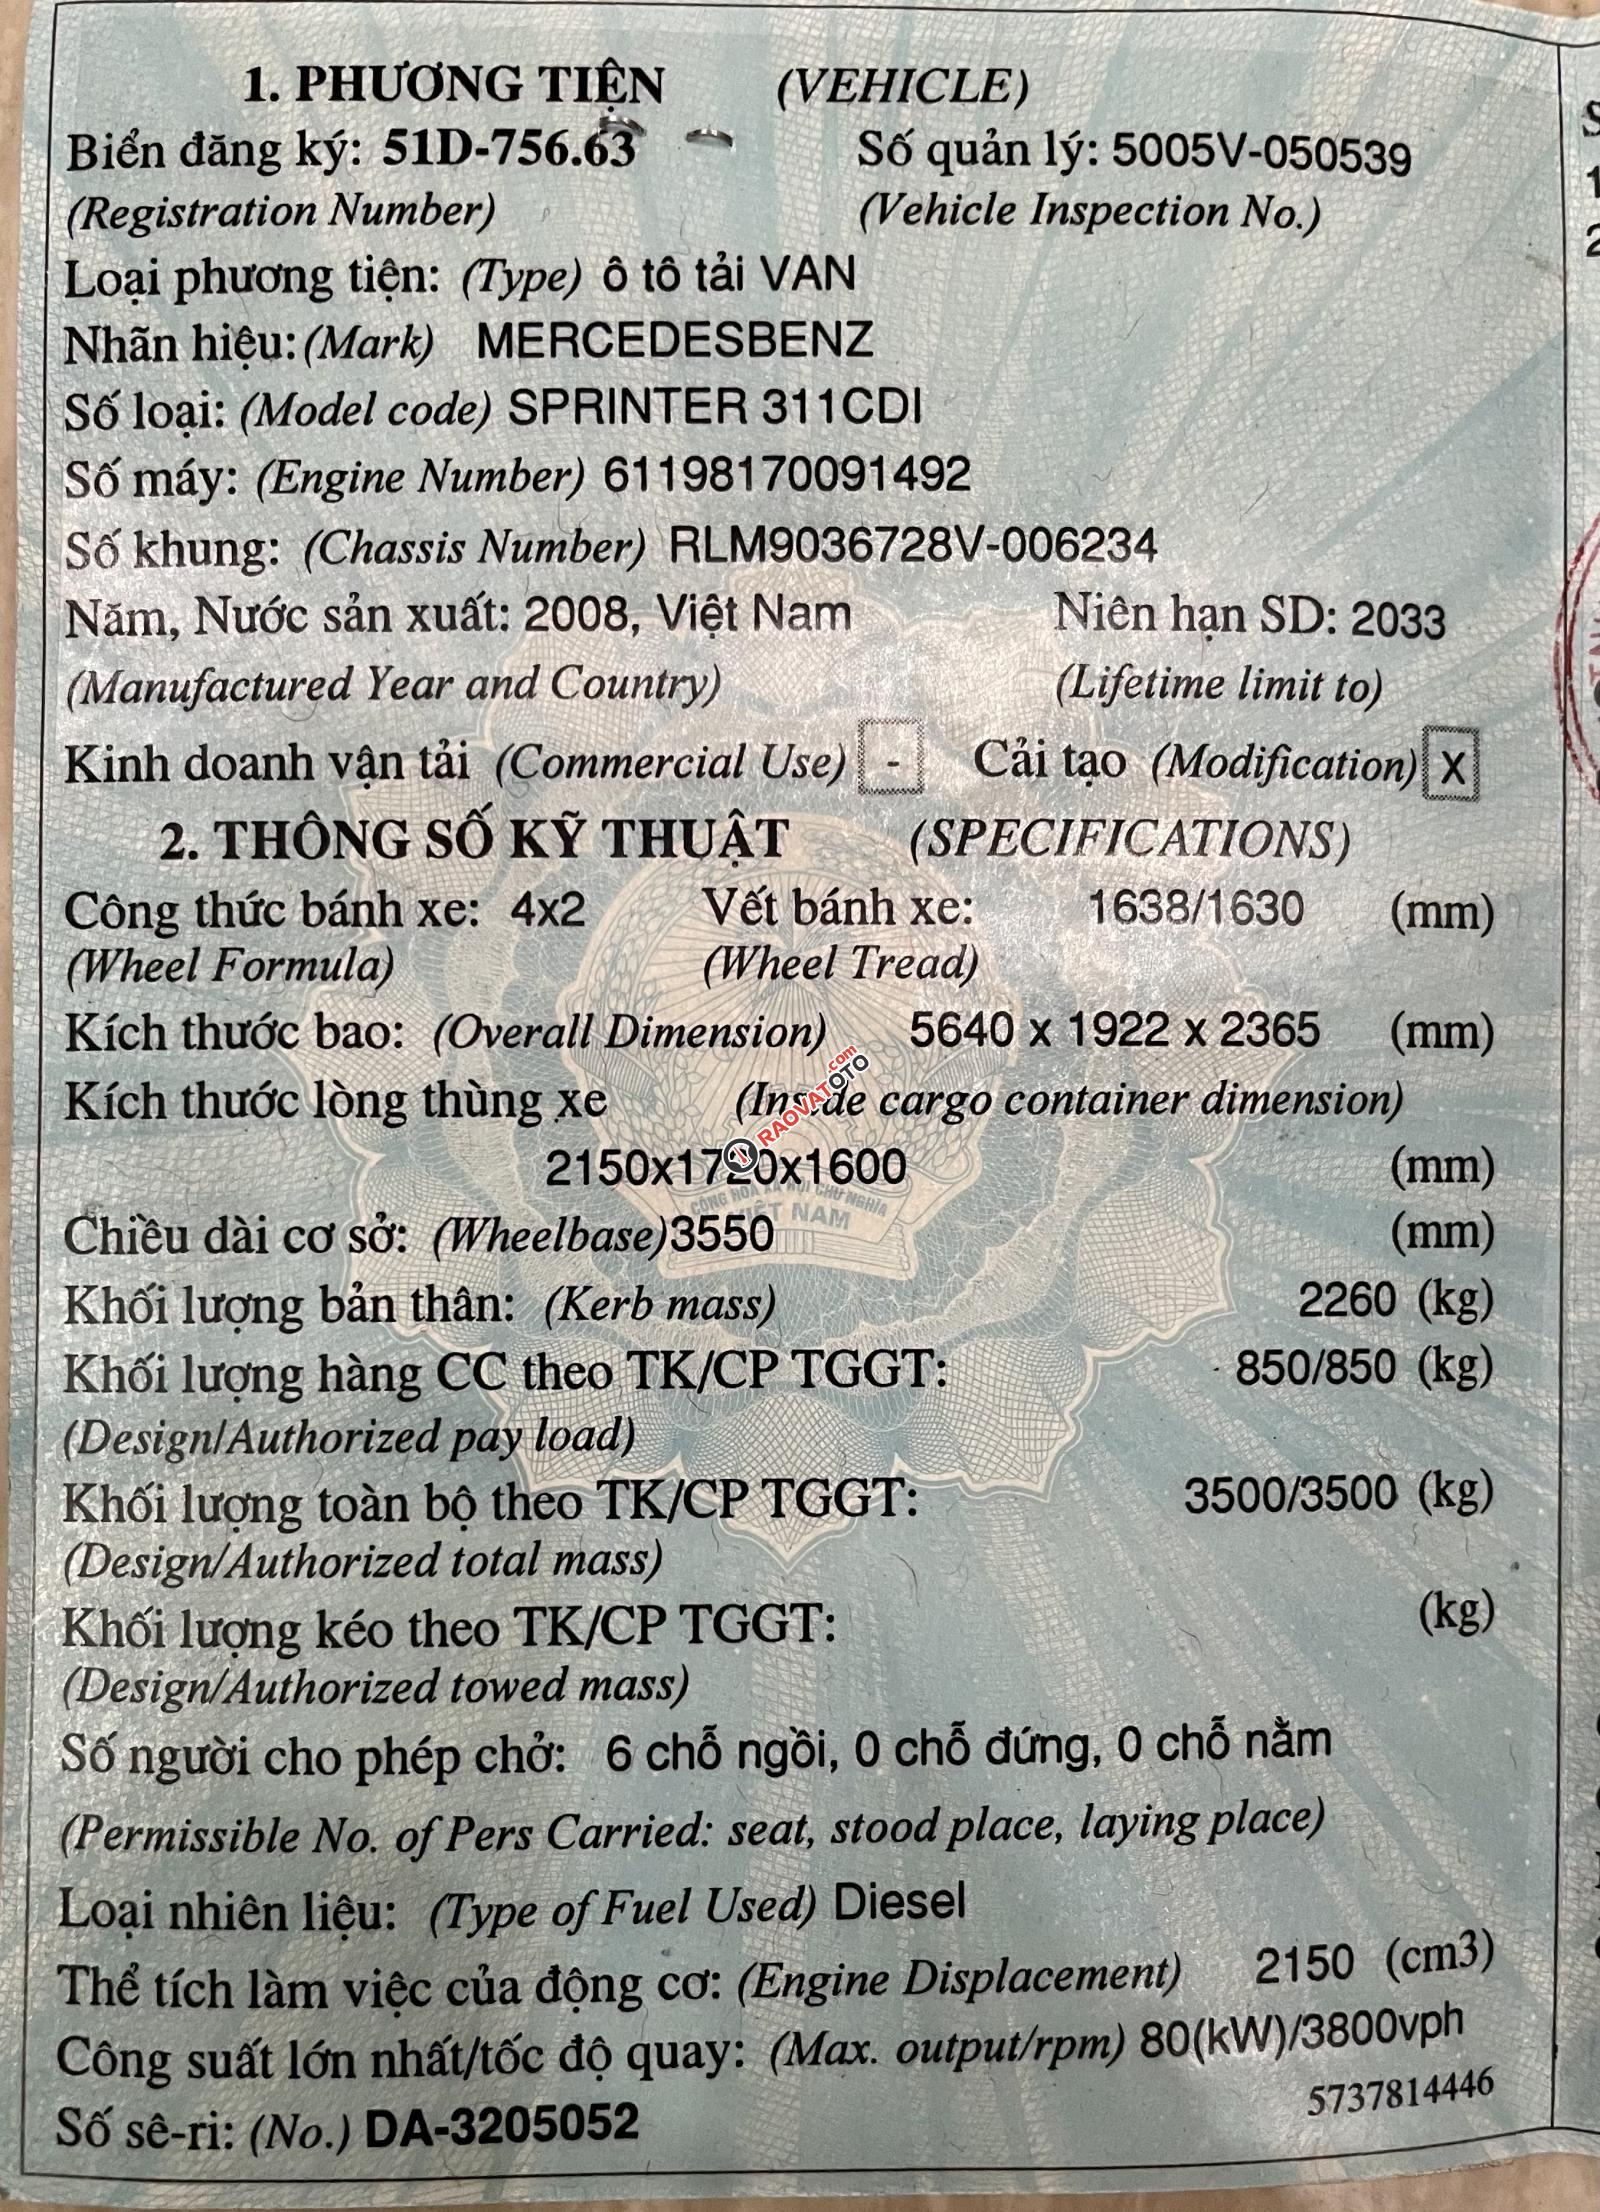 1. PHƯƠNG TIỆN (VEHICLE)
Biển đăng ký: 51D-756.63 Số quản lý: 5005V-050539
(Registration Number) (Vehicle Inspection No.)
Loại phương tiện: (Type) ô tô tải VAN
Nhãn hiệu: (Mark) MERCEDESBENZ
Số loại: (Model code) SPRINTER 311CDI
Số máy: (Engine Number) 61198170091492
Số khung: (Chassis Number) RLM9036728V-006234
Năm, Nước sản xuất: 2008, Việt Nam Niên hạn SD: 2033
(Manufactured Year and Country) (Lifetime limit to)
Kinh doanh vận tải (Commercial Use) - Cải tạo (Modification) x
2. THÔNG SỐ KỸ THUẬT (SPECIFICATIONS)
Công thức bánh xe: 4x2 Vết bánh xe: 1638/1630 (mm)
(Wheel Formula) (Wheel Tread)
Kích thước bao: (Overall Dimension) 5640 x 1922 x 2365 (mm)
RAOVATOTO.com
Kích thước lòng thùng xe (Inside cargo container dimension)
2150x1720x1600 (mm)
CỘNG HÒA XÃ HỘI CHỦ NGHĨA
VIỆT NAM
Chiều dài cơ sở: (Wheelbase)3550 (mm)
Khối lượng bản thân: (Kerb mass) 2260 (kg)
Khối lượng hàng CC theo TK/CP TGGT: 850/850 (kg)
(Design/Authorized pay load)
Khối lượng toàn bộ theo TK/CP TGGT: 3500/3500 (kg)
(Design/Authorized total mass)
Khối lượng kéo theo TK/CP TGGT: (kg)
(Design/Authorized towed mass)
Số người cho phép chở: 6 chỗ ngồi, 0 chỗ đứng, 0 chỗ nằm
(Permissible No. of Pers Carried: seat, stood place, laying place)
Loại nhiên liệu: (Type of Fuel Used) Diesel
Thể tích làm việc của động cơ: (Engine Displacement) 2150 (cm3)
Công suất lớn nhất/tốc độ quay: (Max. output/rpm) 80(kW)/3800vph
5737814446
Số sê-ri: (No.) DA-3205052